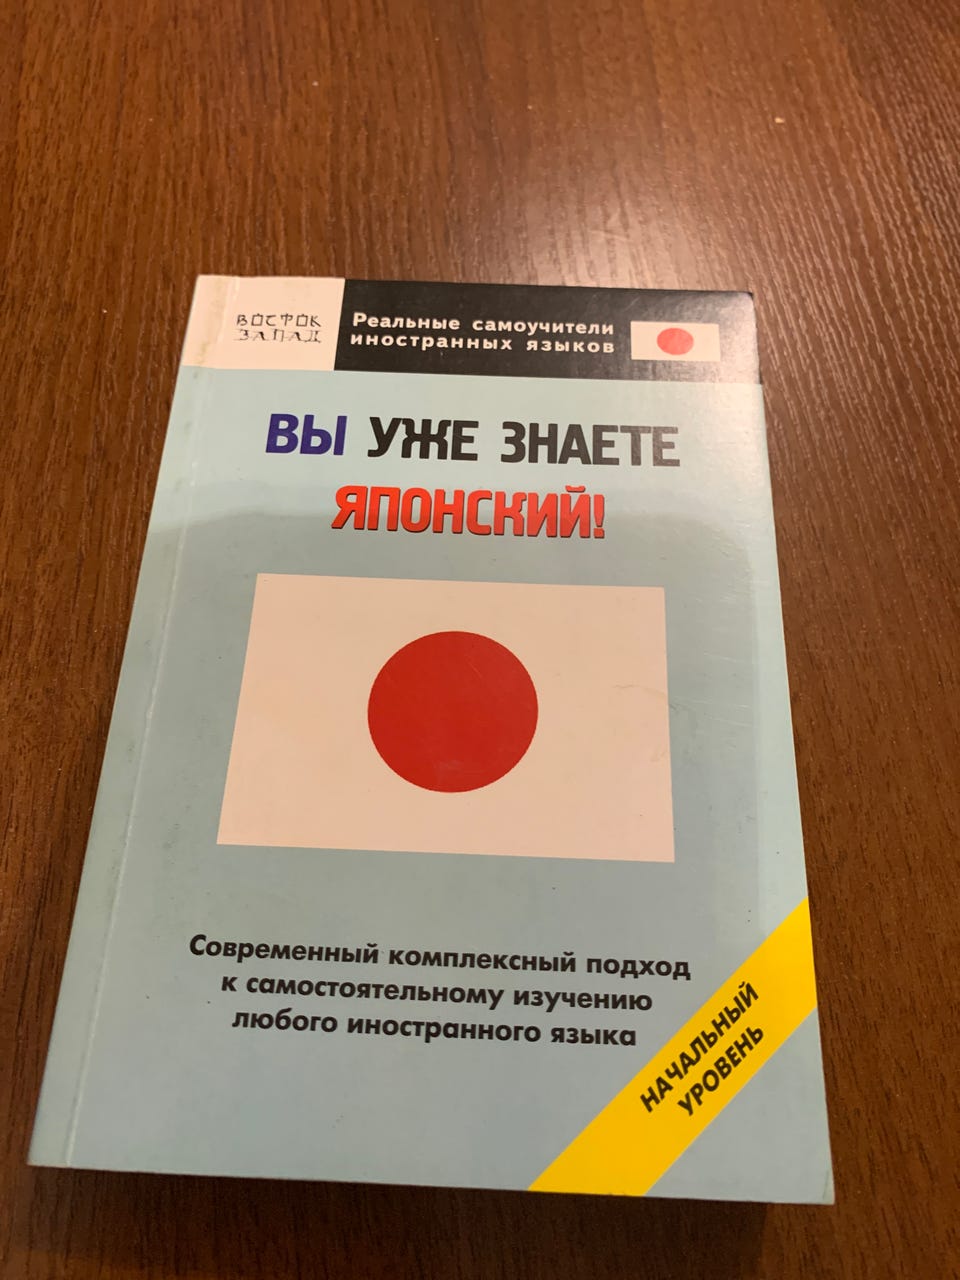 ВОСТОК
ЗАПАД
Реальные самоучители
иностранных языков
ВЫ УЖЕ ЗНАЕТЕ
ЯПОНСКИЙ!
Современный комплексный подход
к самостоятельному изучению
любого иностранного языка
НАЧАЛЬНЫЙ
УРОВЕНЬ